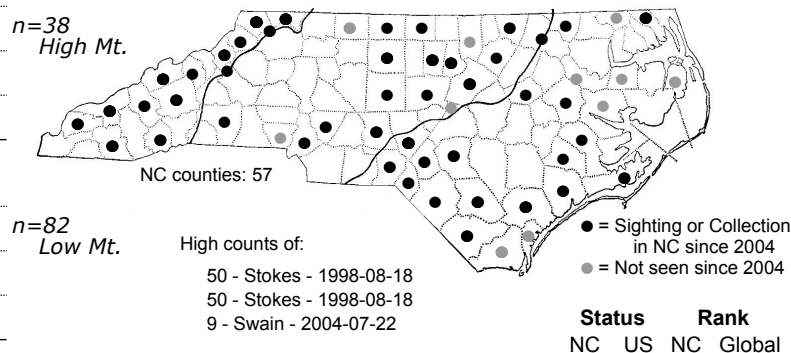 n=38
High Mt.
NC counties: 57
n=82
Low Mt.
High counts of:
50 - Stokes - 1998-08-18
50 - Stokes - 1998-08-18
9 - Swain - 2004-07-22
= Sighting or Collection
in NC since 2004
= Not seen since 2004
Status Rank
NC US NC Global